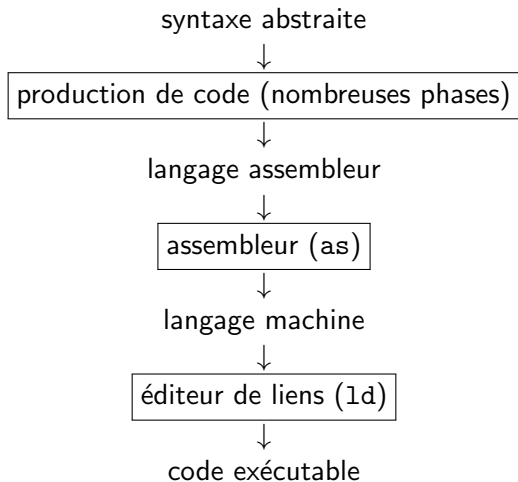 syntaxe abstraite
↓
production de code (nombreuses phases)
↓
langage assembleur
↓
assembleur (as)
↓
langage machine
↓
éditeur de liens (ld)
↓
code exécutable